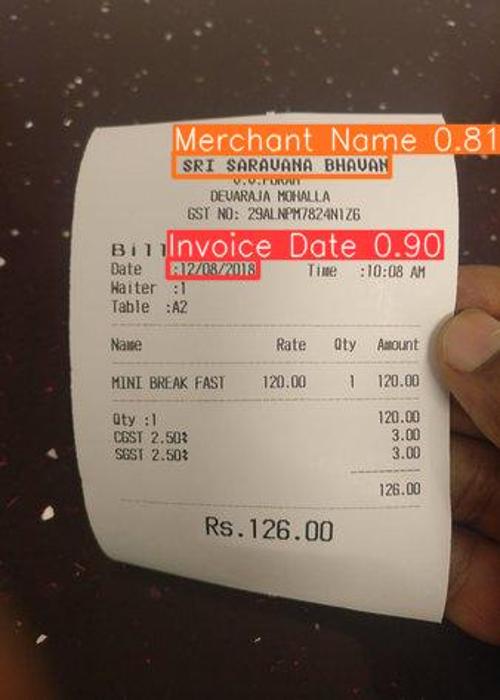 Merchant Name 0.81
SRI SARAVANA BHAVAN
V.V.PURAM
DEVARAJA MOHALLA
GST NO: 29ALNPM7824N1Z6
Invoice Date 0.90
Bill
Date :12/08/2018 Time :10:08 AM
Waiter :1
Table :A2
Name Rate Qty Amount
MINI BREAK FAST 120.00 1 120.00
Qty :1 120.00
CGST 2.50% 3.00
SGST 2.50% 3.00
126.00
Rs.126.00